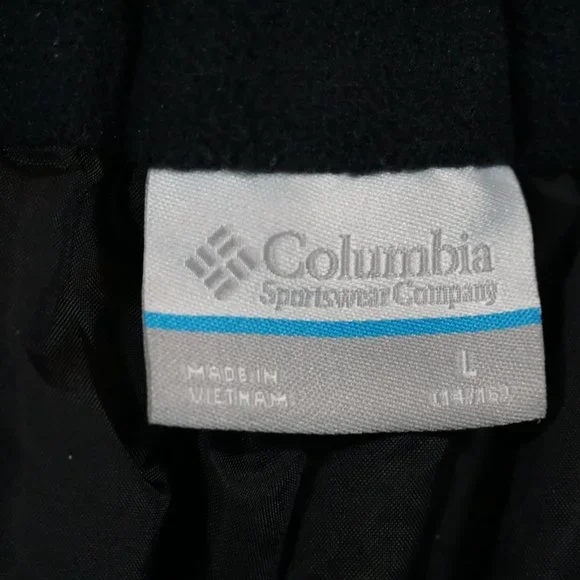 Columbia
Sportswear Company
MADE IN
VIETNAM
L
(14/16)